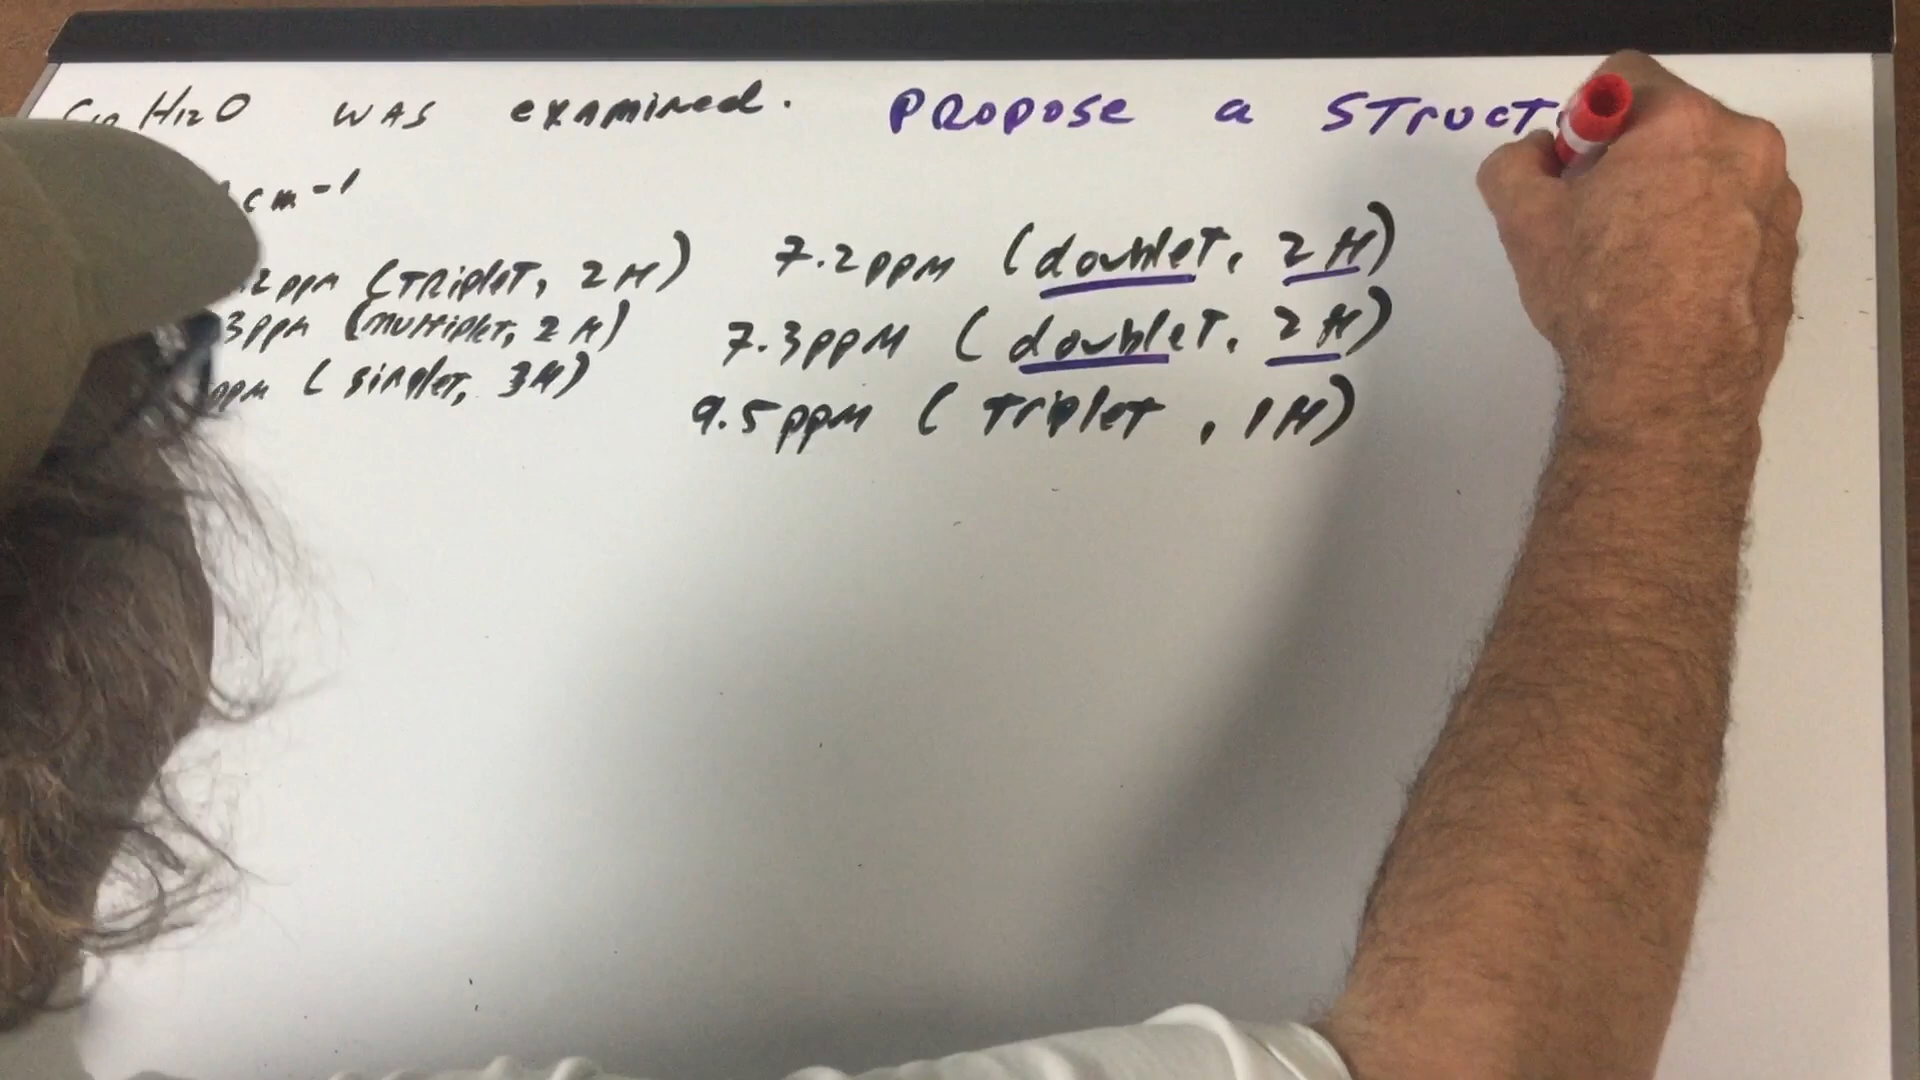 C10H12O was examined. Propose a Struct
cm-1
2ppm (Triplet, 2H)
3ppm (multiplet, 2H)
ppm (singlet, 3H)
7.2ppm (doublet, 2H)
7.3ppm (doublet, 2H)
9.5ppm (Triplet, 1H)